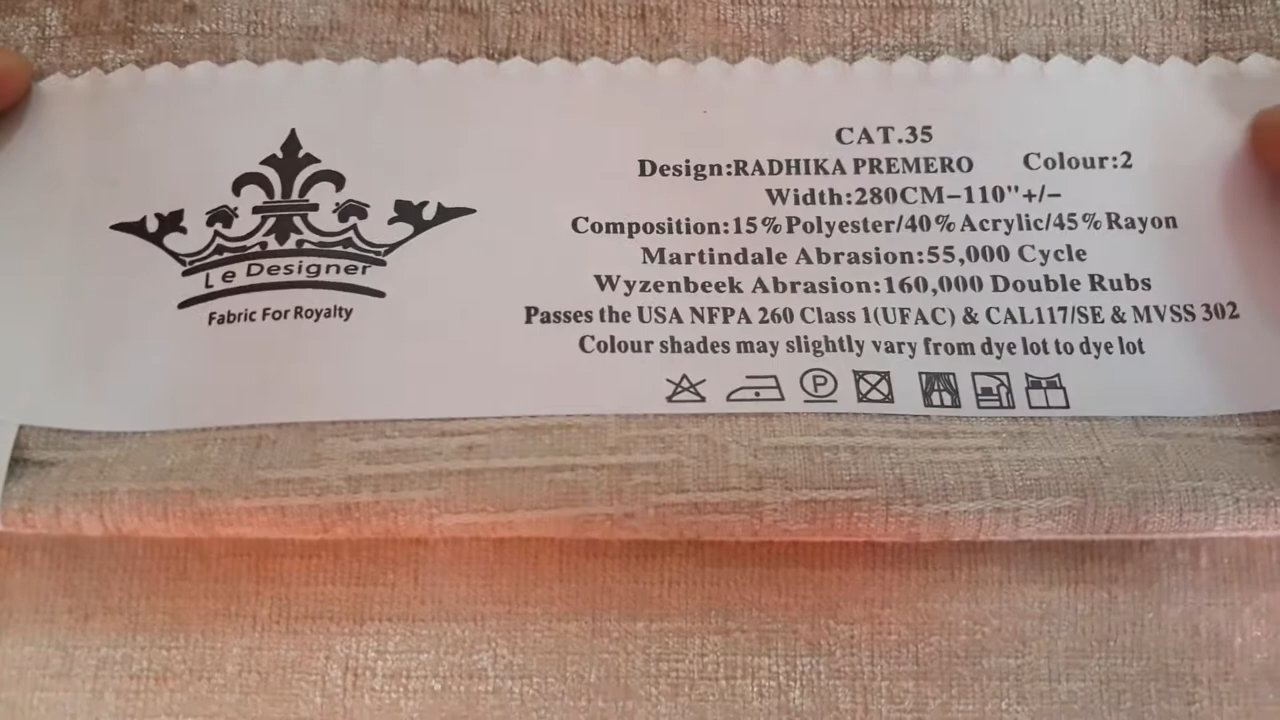 Le Designer
Fabric For Royalty
CAT.35
Design:RADHIKA PREMERO Colour:2
Width:280CM-110"+/-
Composition:15%Polyester/40%Acrylic/45%Rayon
Martindale Abrasion:55,000 Cycle
Wyzenbeek Abrasion:160,000 Double Rubs
Passes the USA NFPA 260 Class 1(UFAC) & CAL117/SE & MVSS 302
Colour shades may slightly vary from dye lot to dye lot
P